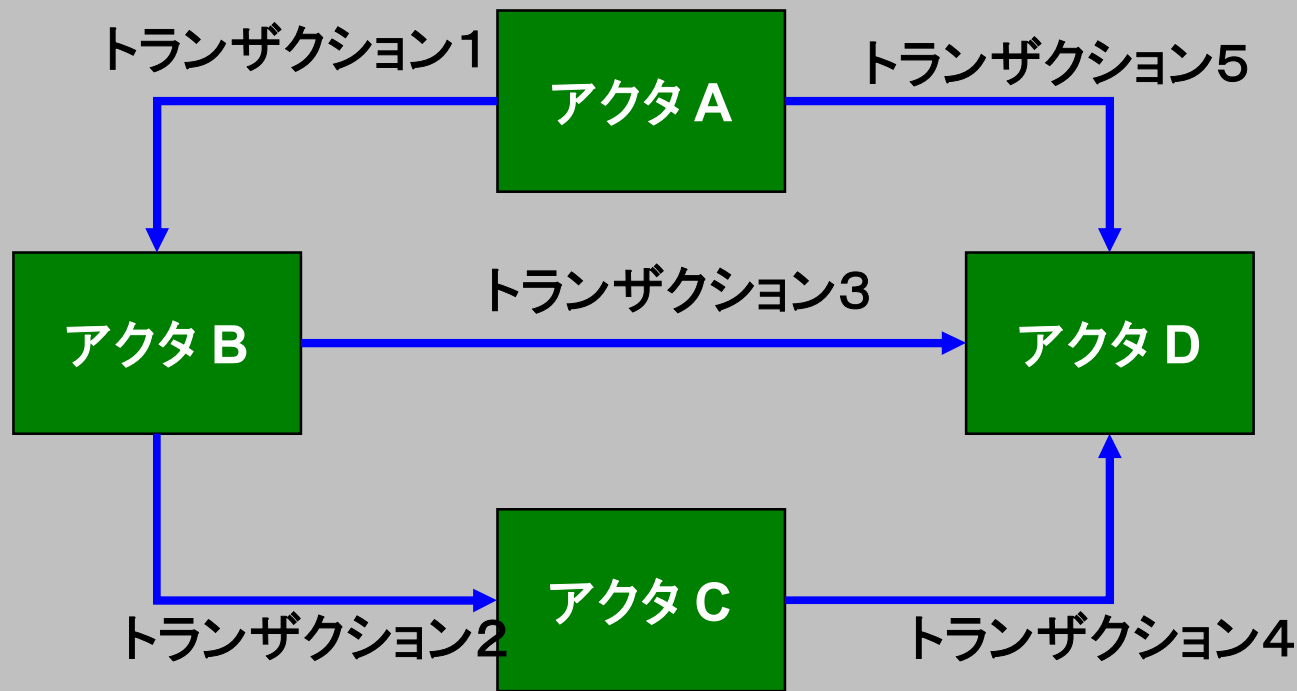 トランザクション１
アクタ A
トランザクション５
アクタ B
トランザクション３
アクタ D
トランザクション２
アクタ C
トランザクション４